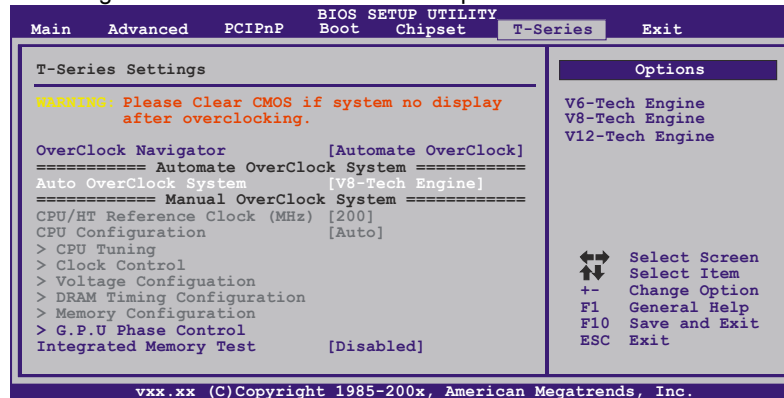 BIOS SETUP UTILITY
Main Advanced PCIPnP Boot Chipset T-Series Exit
T-Series Settings
WARNING: Please Clear CMOS if system no display
after overclocking.
OverClock Navigator [Automate OverClock]
=========== Automate OverClock System ===========
Auto OverClock System [V8-Tech Engine]
============ Manual OverClock System ============
CPU/HT Reference Clock (MHz) [200]
CPU Configuration [Auto]
> CPU Tuning
> Clock Control
> Voltage Configuation
> DRAM Timing Configuration
> Memory Configuration
> G.P.U Phase Control
Integrated Memory Test [Disabled]
Options
V6-Tech Engine
V8-Tech Engine
V12-Tech Engine
Select Screen
Select Item
+- Change Option
F1 General Help
F10 Save and Exit
ESC Exit
vxx.xx (C)Copyright 1985-200x, American Megatrends, Inc.